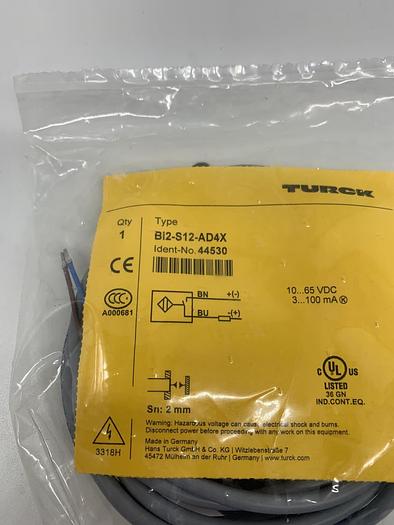 TURCK
Qty
1
Type
Bi2-S12-AD4X
Ident-No. 44530
CE
CCC
A000681
BN +(-)
BU -(+)
10...65 VDC
3...100 mA
Sn: 2 mm
C UL US
LISTED
36 GN
IND.CONT.EQ.
Warning: Hazardous voltage can cause electrical shock and burns.
Disconnect power before proceeding with any work on this equipment.
3318H
Made in Germany
Hans Turck GmbH & Co. KG | Witzlebenstraße 7
45472 Mülheim an der Ruhr | Germany | www.turck.com